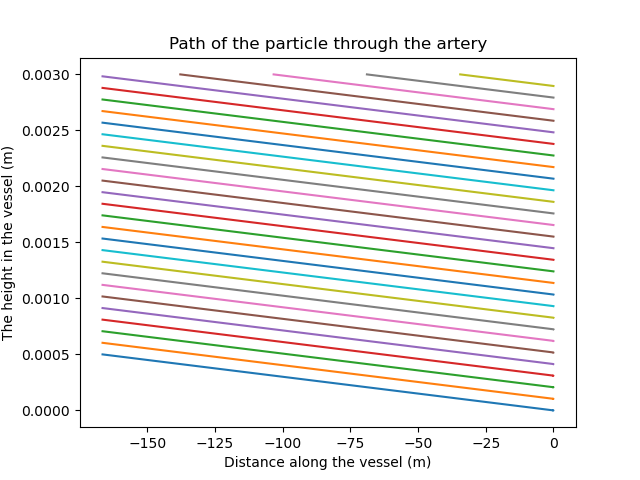 Path of the particle through the artery
The height in the vessel (m)
0.0030
0.0025
0.0020
0.0015
0.0010
0.0005
0.0000
−150 −125 −100 −75 −50 −25 0
Distance along the vessel (m)